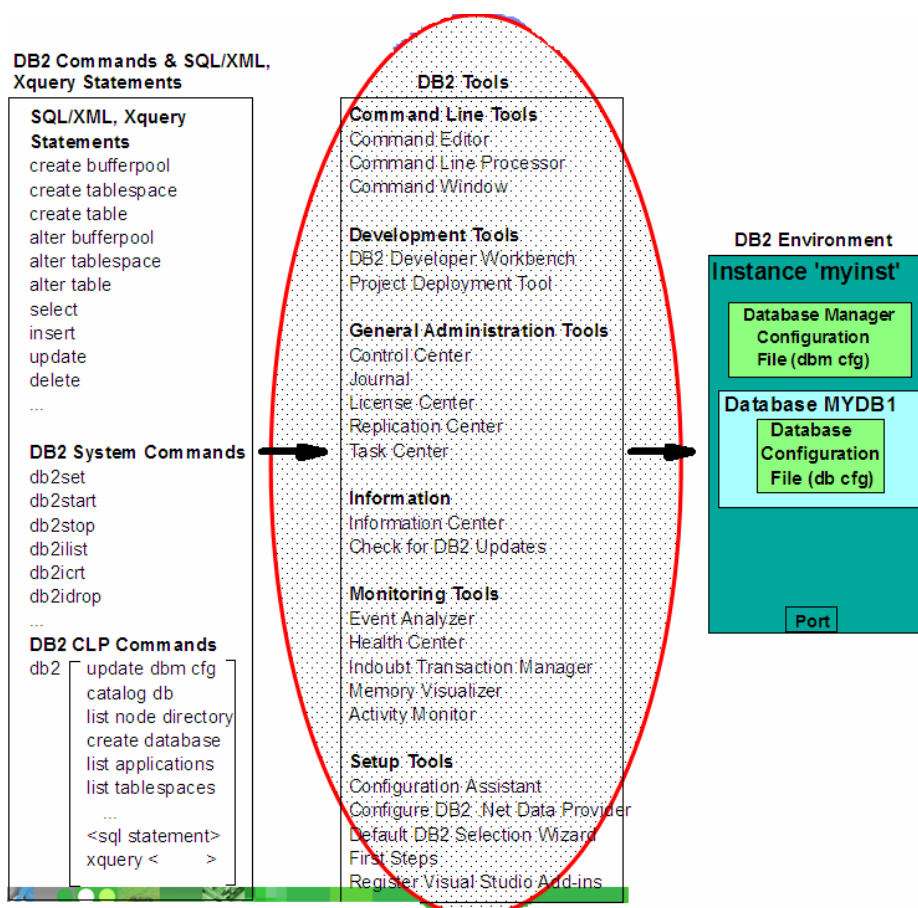 DB2 Commands & SQL/XML,
Xquery Statements
SQL/XML, Xquery
Statements
create bufferpool
create tablespace
create table
alter bufferpool
alter tablespace
alter table
select
insert
update
delete
...
DB2 System Commands
db2set
db2start
db2stop
db2ilist
db2icrt
db2idrop
...
DB2 CLP Commands
db2
update dbm cfg
catalog db
list node directory
create database
list applications
list tablespaces
...
<sql statement>
xquery < >
DB2 Tools
Command Line Tools
Command Editor
Command Line Processor
Command Window
Development Tools
DB2 Developer Workbench
Project Deployment Tool
General Administration Tools
Control Center
Journal
License Center
Replication Center
Task Center
Information
Information Center
Check for DB2 Updates
Monitoring Tools
Event Analyzer
Health Center
Indoubt Transaction Manager
Memory Visualizer
Activity Monitor
Setup Tools
Configuration Assistant
Configure DB2 .Net Data Provider
Default DB2 Selection Wizard
First Steps
Register Visual Studio Add-ins
DB2 Environment
Instance 'myinst'
Database Manager
Configuration
File (dbm cfg)
Database MYDB1
Database
Configuration
File (db cfg)
Port